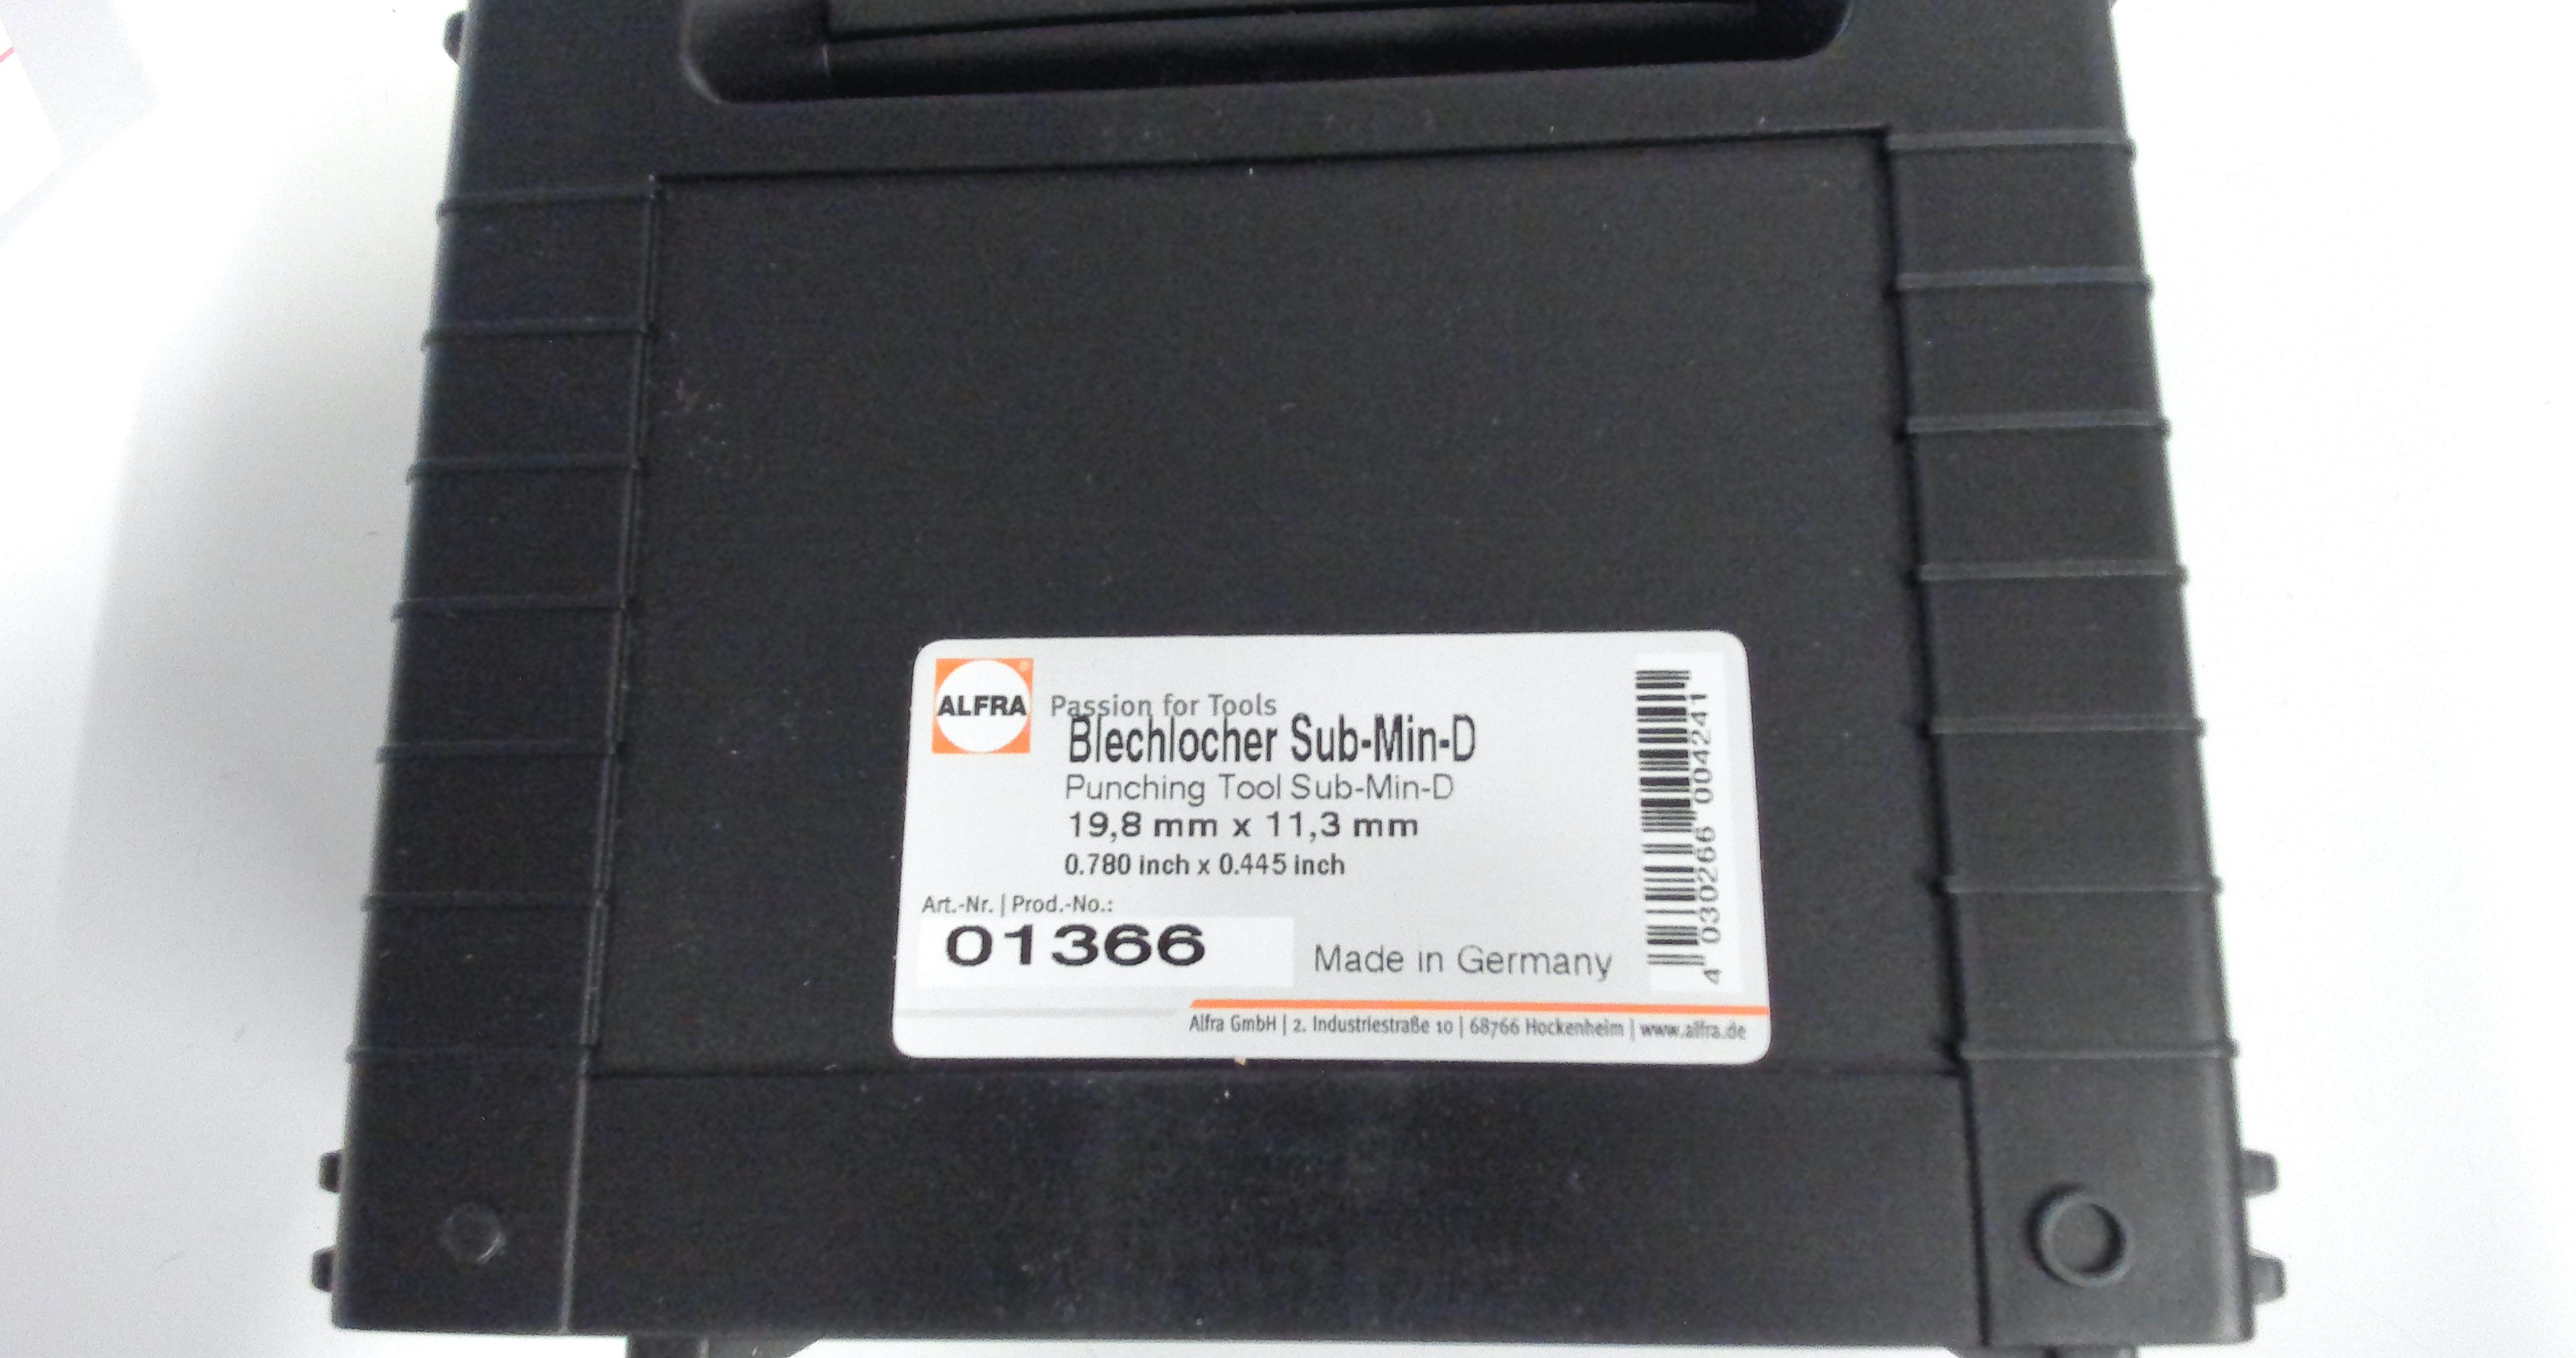 ALFRA
®
Passion for Tools
Blechlocher Sub-Min-D
Punching Tool Sub-Min-D
19,8 mm x 11,3 mm
0.780 inch x 0.445 inch
Art.-Nr. | Prod.-No.:
01366
Made in Germany
4 030266 004241
Alfra GmbH | 2. Industriestraße 10 | 68766 Hockenheim | www.alfra.de